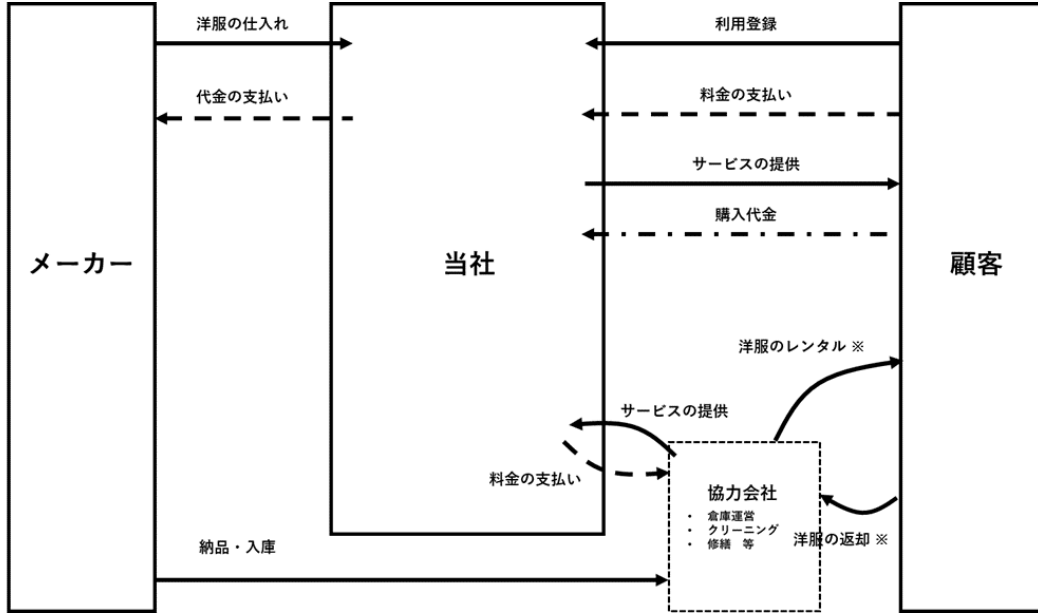 洋服の仕入れ
利用登録
代金の支払い
料金の支払い
サービスの提供
購入代金
メーカー
当社
顧客
洋服のレンタル ※
サービスの提供
料金の支払い
協力会社
• 倉庫運営
• クリーニング
• 修繕 等
洋服の返却 ※
納品・入庫